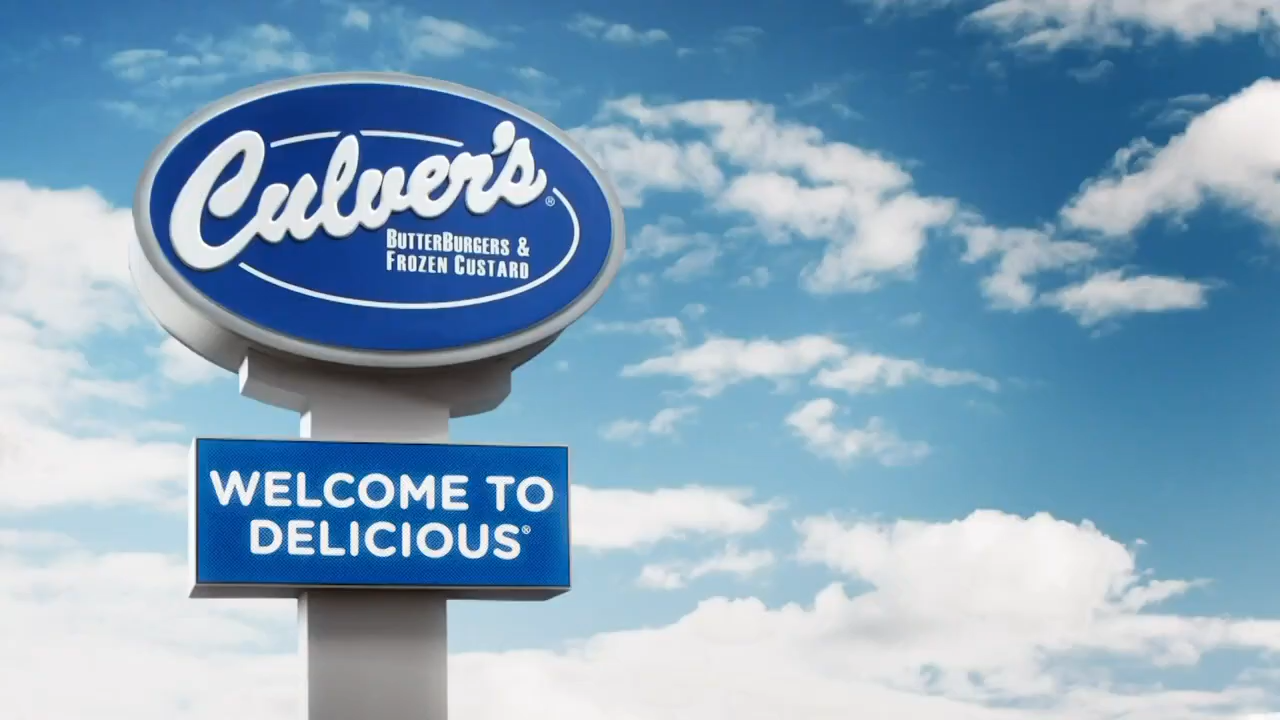 Culver's®
ButterBurgers &
Frozen Custard
WELCOME TO
DELICIOUS®